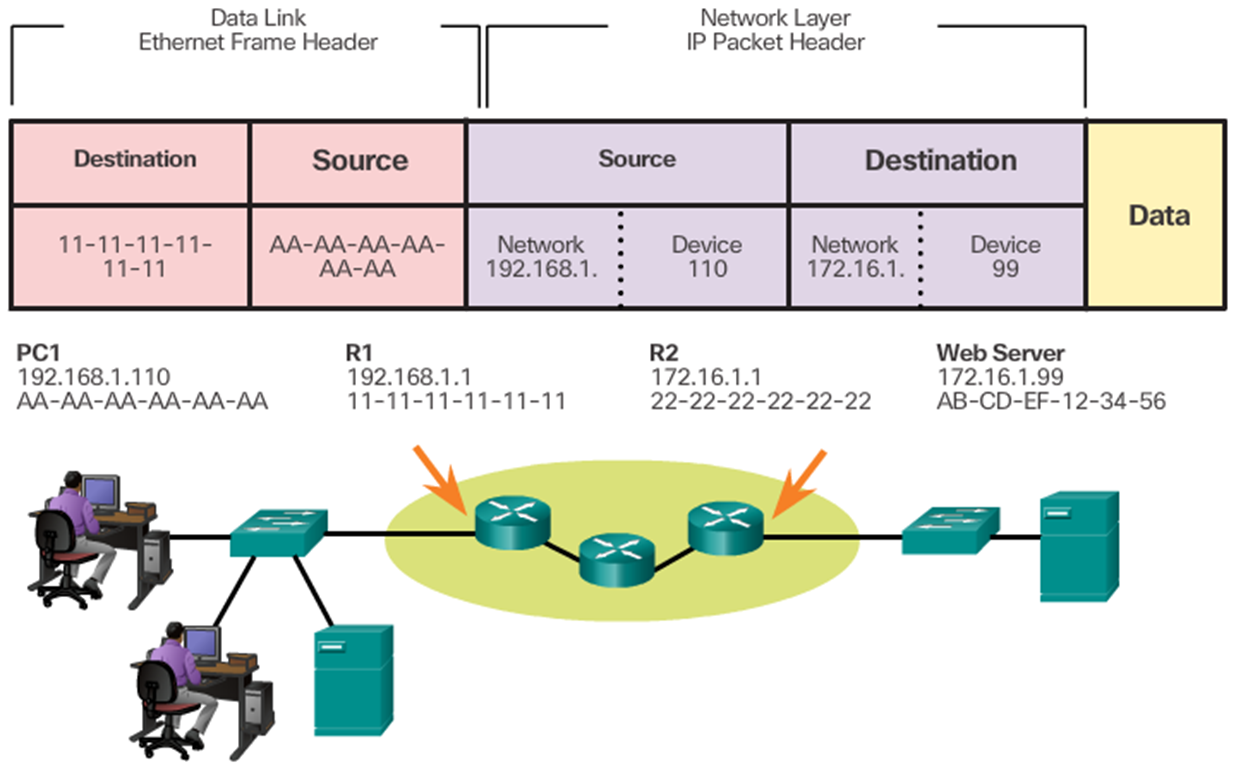 Data Link
Ethernet Frame Header
Network Layer
IP Packet Header
Destination
Source
Source
Destination
Data
11-11-11-11-
11-11
AA-AA-AA-AA-
AA-AA
Network
192.168.1.
Device
110
Network
172.16.1.
Device
99
PC1
192.168.1.110
AA-AA-AA-AA-AA-AA
R1
192.168.1.1
11-11-11-11-11-11
R2
172.16.1.1
22-22-22-22-22-22
Web Server
172.16.1.99
AB-CD-EF-12-34-56